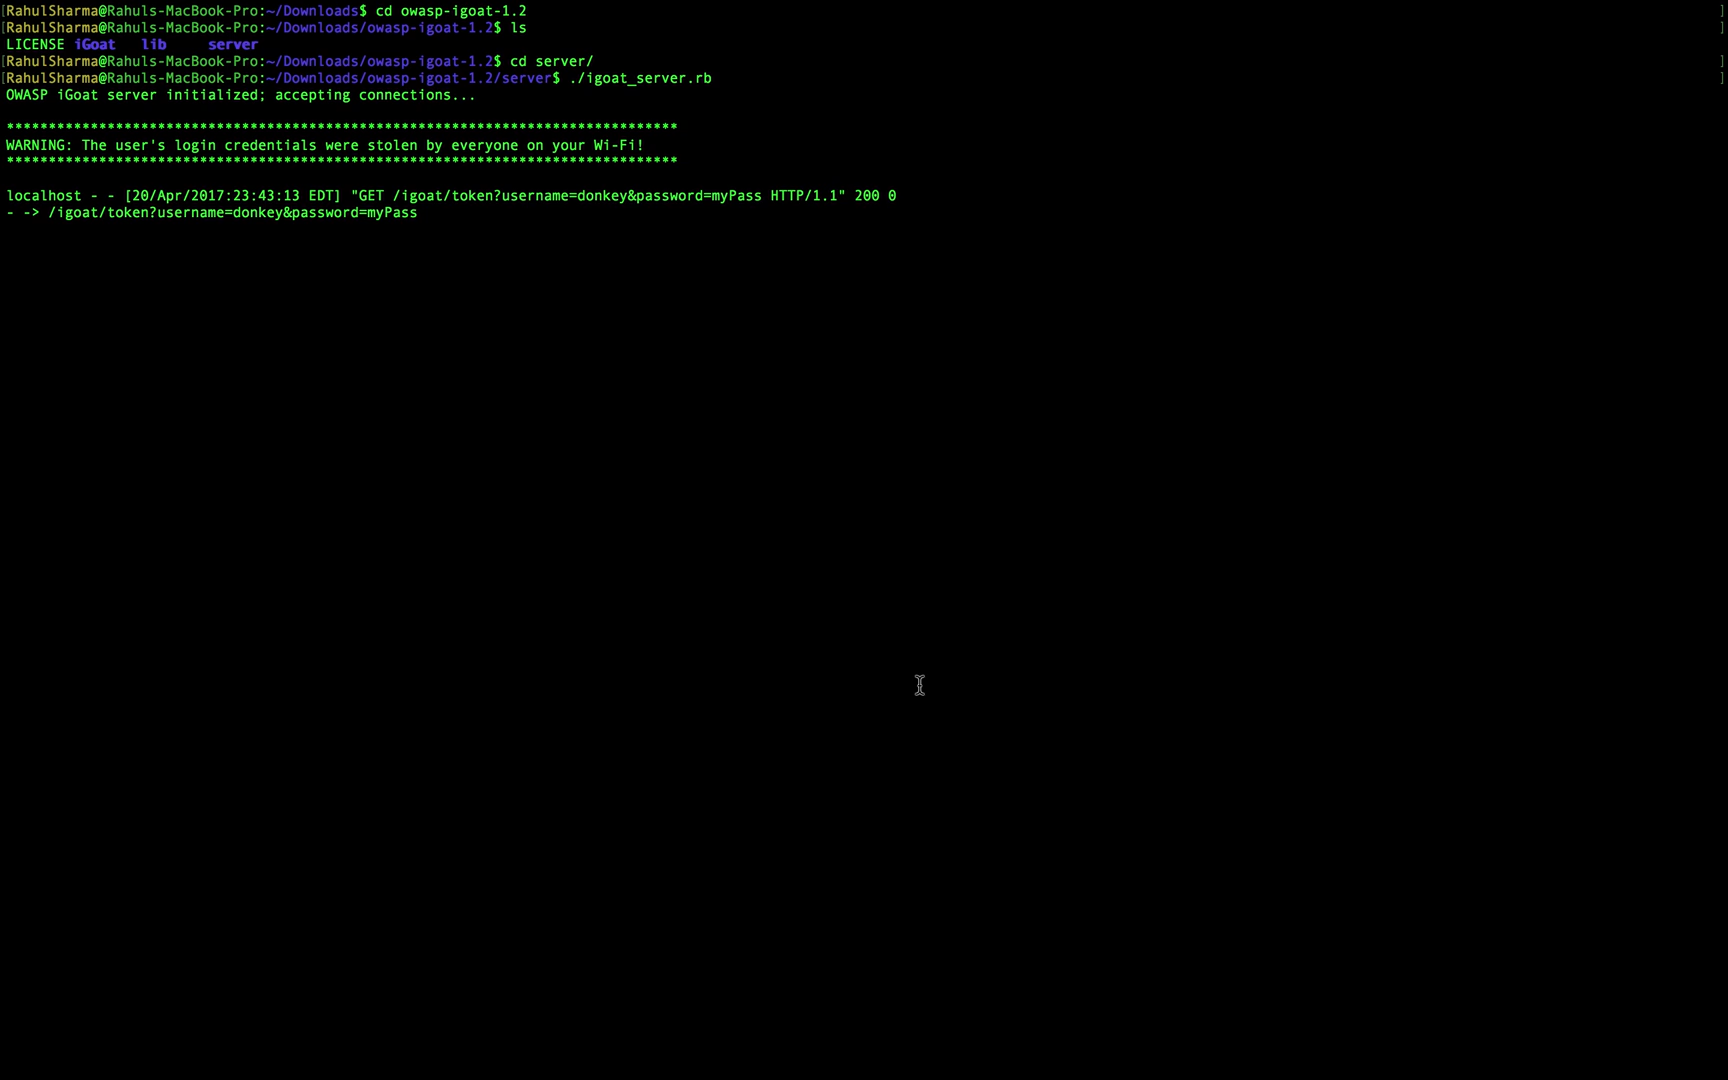 [RahulSharma@Rahuls-MacBook-Pro:~/Downloads$ cd owasp-igoat-1.2 ]
[RahulSharma@Rahuls-MacBook-Pro:~/Downloads/owasp-igoat-1.2$ ls ]
LICENSE iGoat lib server
[RahulSharma@Rahuls-MacBook-Pro:~/Downloads/owasp-igoat-1.2$ cd server/ ]
[RahulSharma@Rahuls-MacBook-Pro:~/Downloads/owasp-igoat-1.2/server$ ./igoat_server.rb ]
OWASP iGoat server initialized; accepting connections...
********************************************************************************
WARNING: The user's login credentials were stolen by everyone on your Wi-Fi!
********************************************************************************
localhost - - [20/Apr/2017:23:43:13 EDT] "GET /igoat/token?username=donkey&password=myPass HTTP/1.1" 200 0
- -> /igoat/token?username=donkey&password=myPass